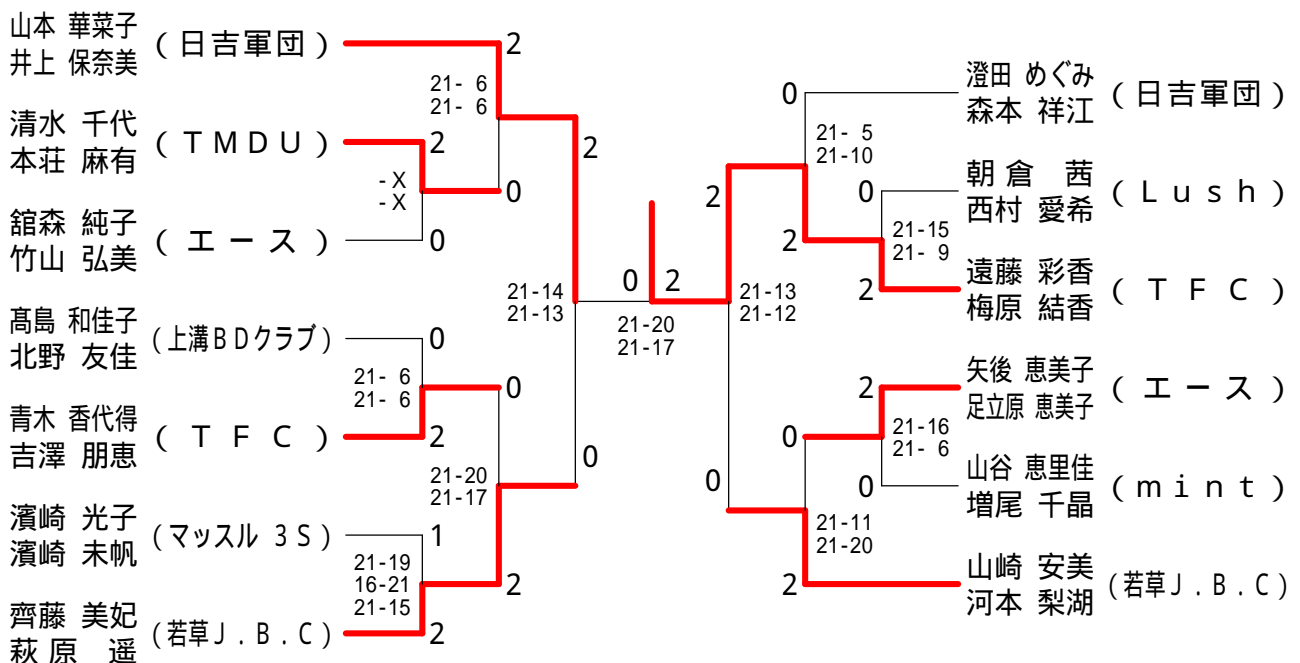 山本 華菜子
井上 保奈美
(日吉軍団)
2
21- 6
21- 6
清水 千代
本荘 麻有
(TMDU)
2
- X
- X
0
舘森 純子
竹山 弘美
(エース)
0
2
21-14
21-13
髙島 和佳子
北野 友佳
(上溝BDクラブ)
0
21- 6
21- 6
0
青木 香代得
吉澤 朋恵
(TFC)
2
21-20
21-17
0
濱崎 光子
濱崎 未帆
(マッスル 3S)
1
21-19
16-21
21-15
2
齊藤 美妃
萩原 遥
(若草J.B.C)
2
0
2
21-20
21-17
澄田 めぐみ
森本 祥江
(日吉軍団)
0
21- 5
21-10
2
朝倉 茜
西村 愛希
(Lush)
0
21-15
21- 9
2
遠藤 彩香
梅原 結香
(TFC)
2
21-13
21-12
矢後 恵美子
足立原 恵美子
(エース)
2
21-16
21- 6
0
山谷 恵里佳
増尾 千晶
(mint)
0
0
21-11
21-20
山崎 安美
河本 梨湖
(若草J.B.C)
2